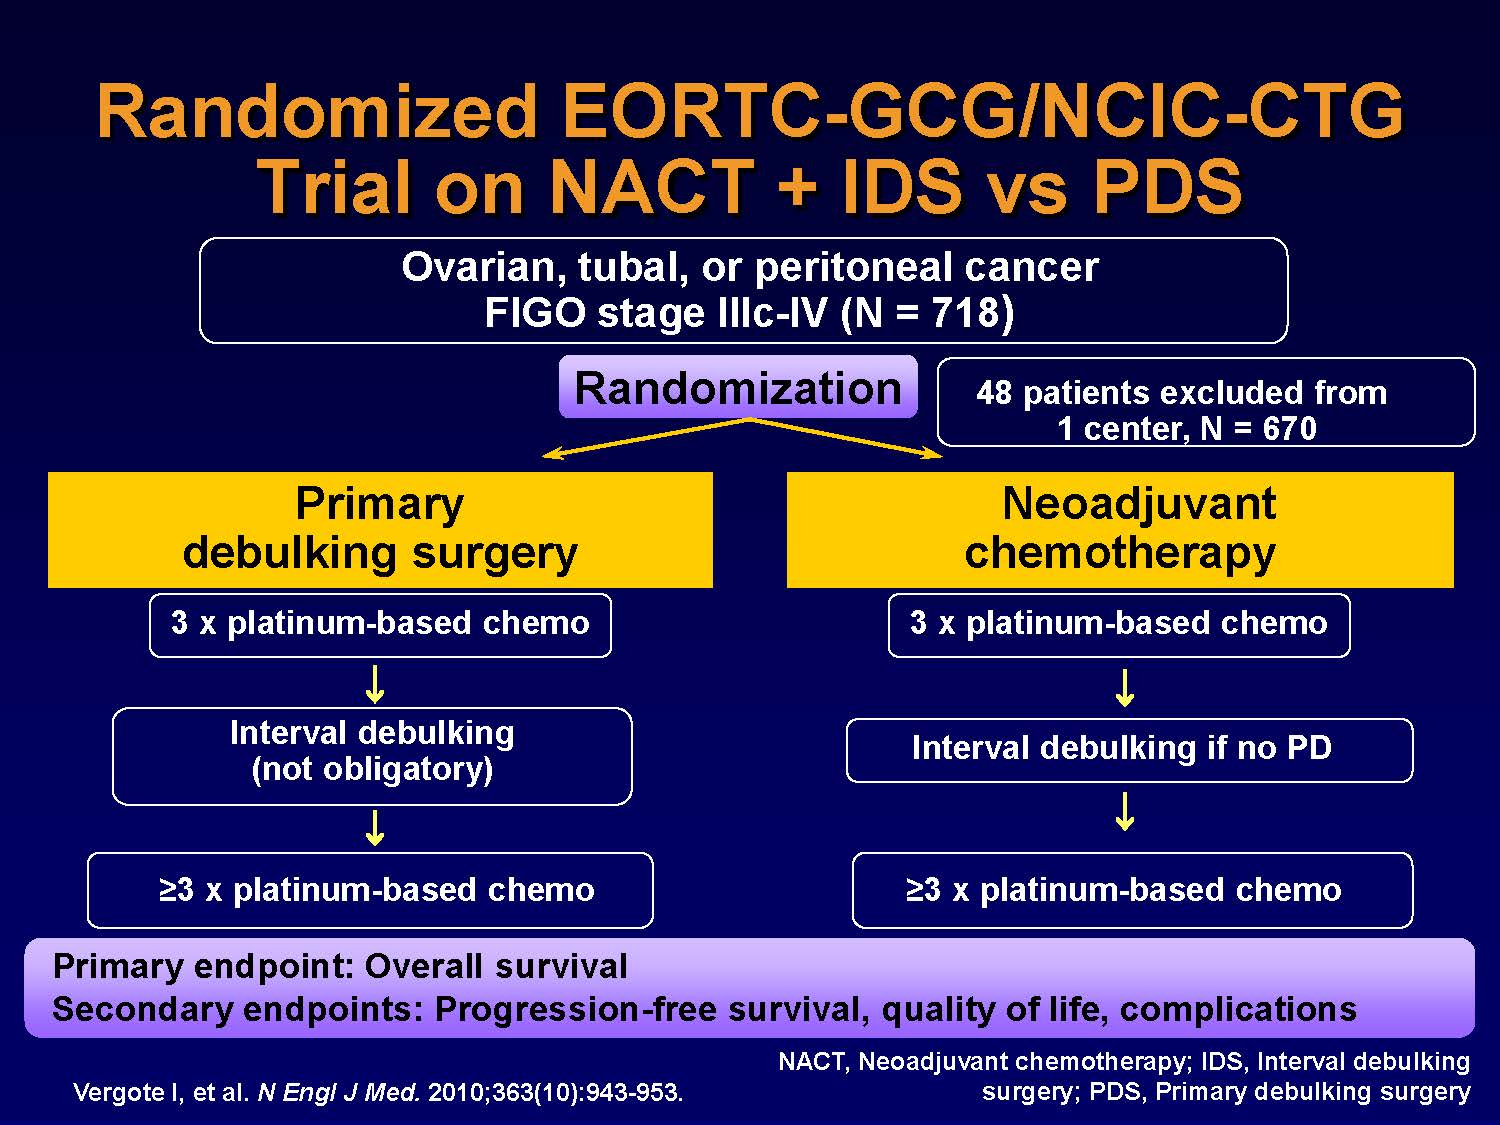 Randomized EORTC-GCG/NCIC-CTG
Trial on NACT + IDS vs PDS
Ovarian, tubal, or peritoneal cancer
FIGO stage IIIc-IV (N = 718)
Randomization
48 patients excluded from
1 center, N = 670
Primary
debulking surgery
3 x platinum-based chemo
Interval debulking
(not obligatory)
≥3 x platinum-based chemo
Neoadjuvant
chemotherapy
3 x platinum-based chemo
Interval debulking if no PD
≥3 x platinum-based chemo
Primary endpoint: Overall survival
Secondary endpoints: Progression-free survival, quality of life, complications
NACT, Neoadjuvant chemotherapy; IDS, Interval debulking
surgery; PDS, Primary debulking surgery
Vergote I, et al. N Engl J Med. 2010;363(10):943-953.